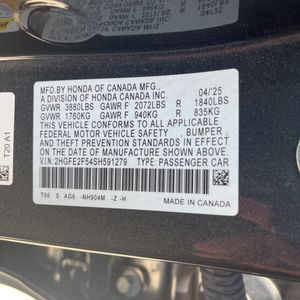 MFD.BY HONDA OF CANADA MFG., 04/25
A DIVISION OF HONDA CANADA INC.
GVWR 3880LBS GAWR F 2072LBS R 1840LBS
GVWR 1760KG GAWR F 940KG R 835KG
THIS VEHICLE CONFORMS TO ALL APPLICABLE
FEDERAL MOTOR VEHICLE SAFETY, BUMPER,
AND THEFT PREVENTION STANDARDS IN EFFECT
ON THE DATE OF MANUFACTURE SHOWN ABOVE.
V.I.N: 2HGFE2F54SH591279 TYPE: PASSENGER CAR
T56 S AG6 -NH904M -Z -H
MADE IN CANADA
T20 A1